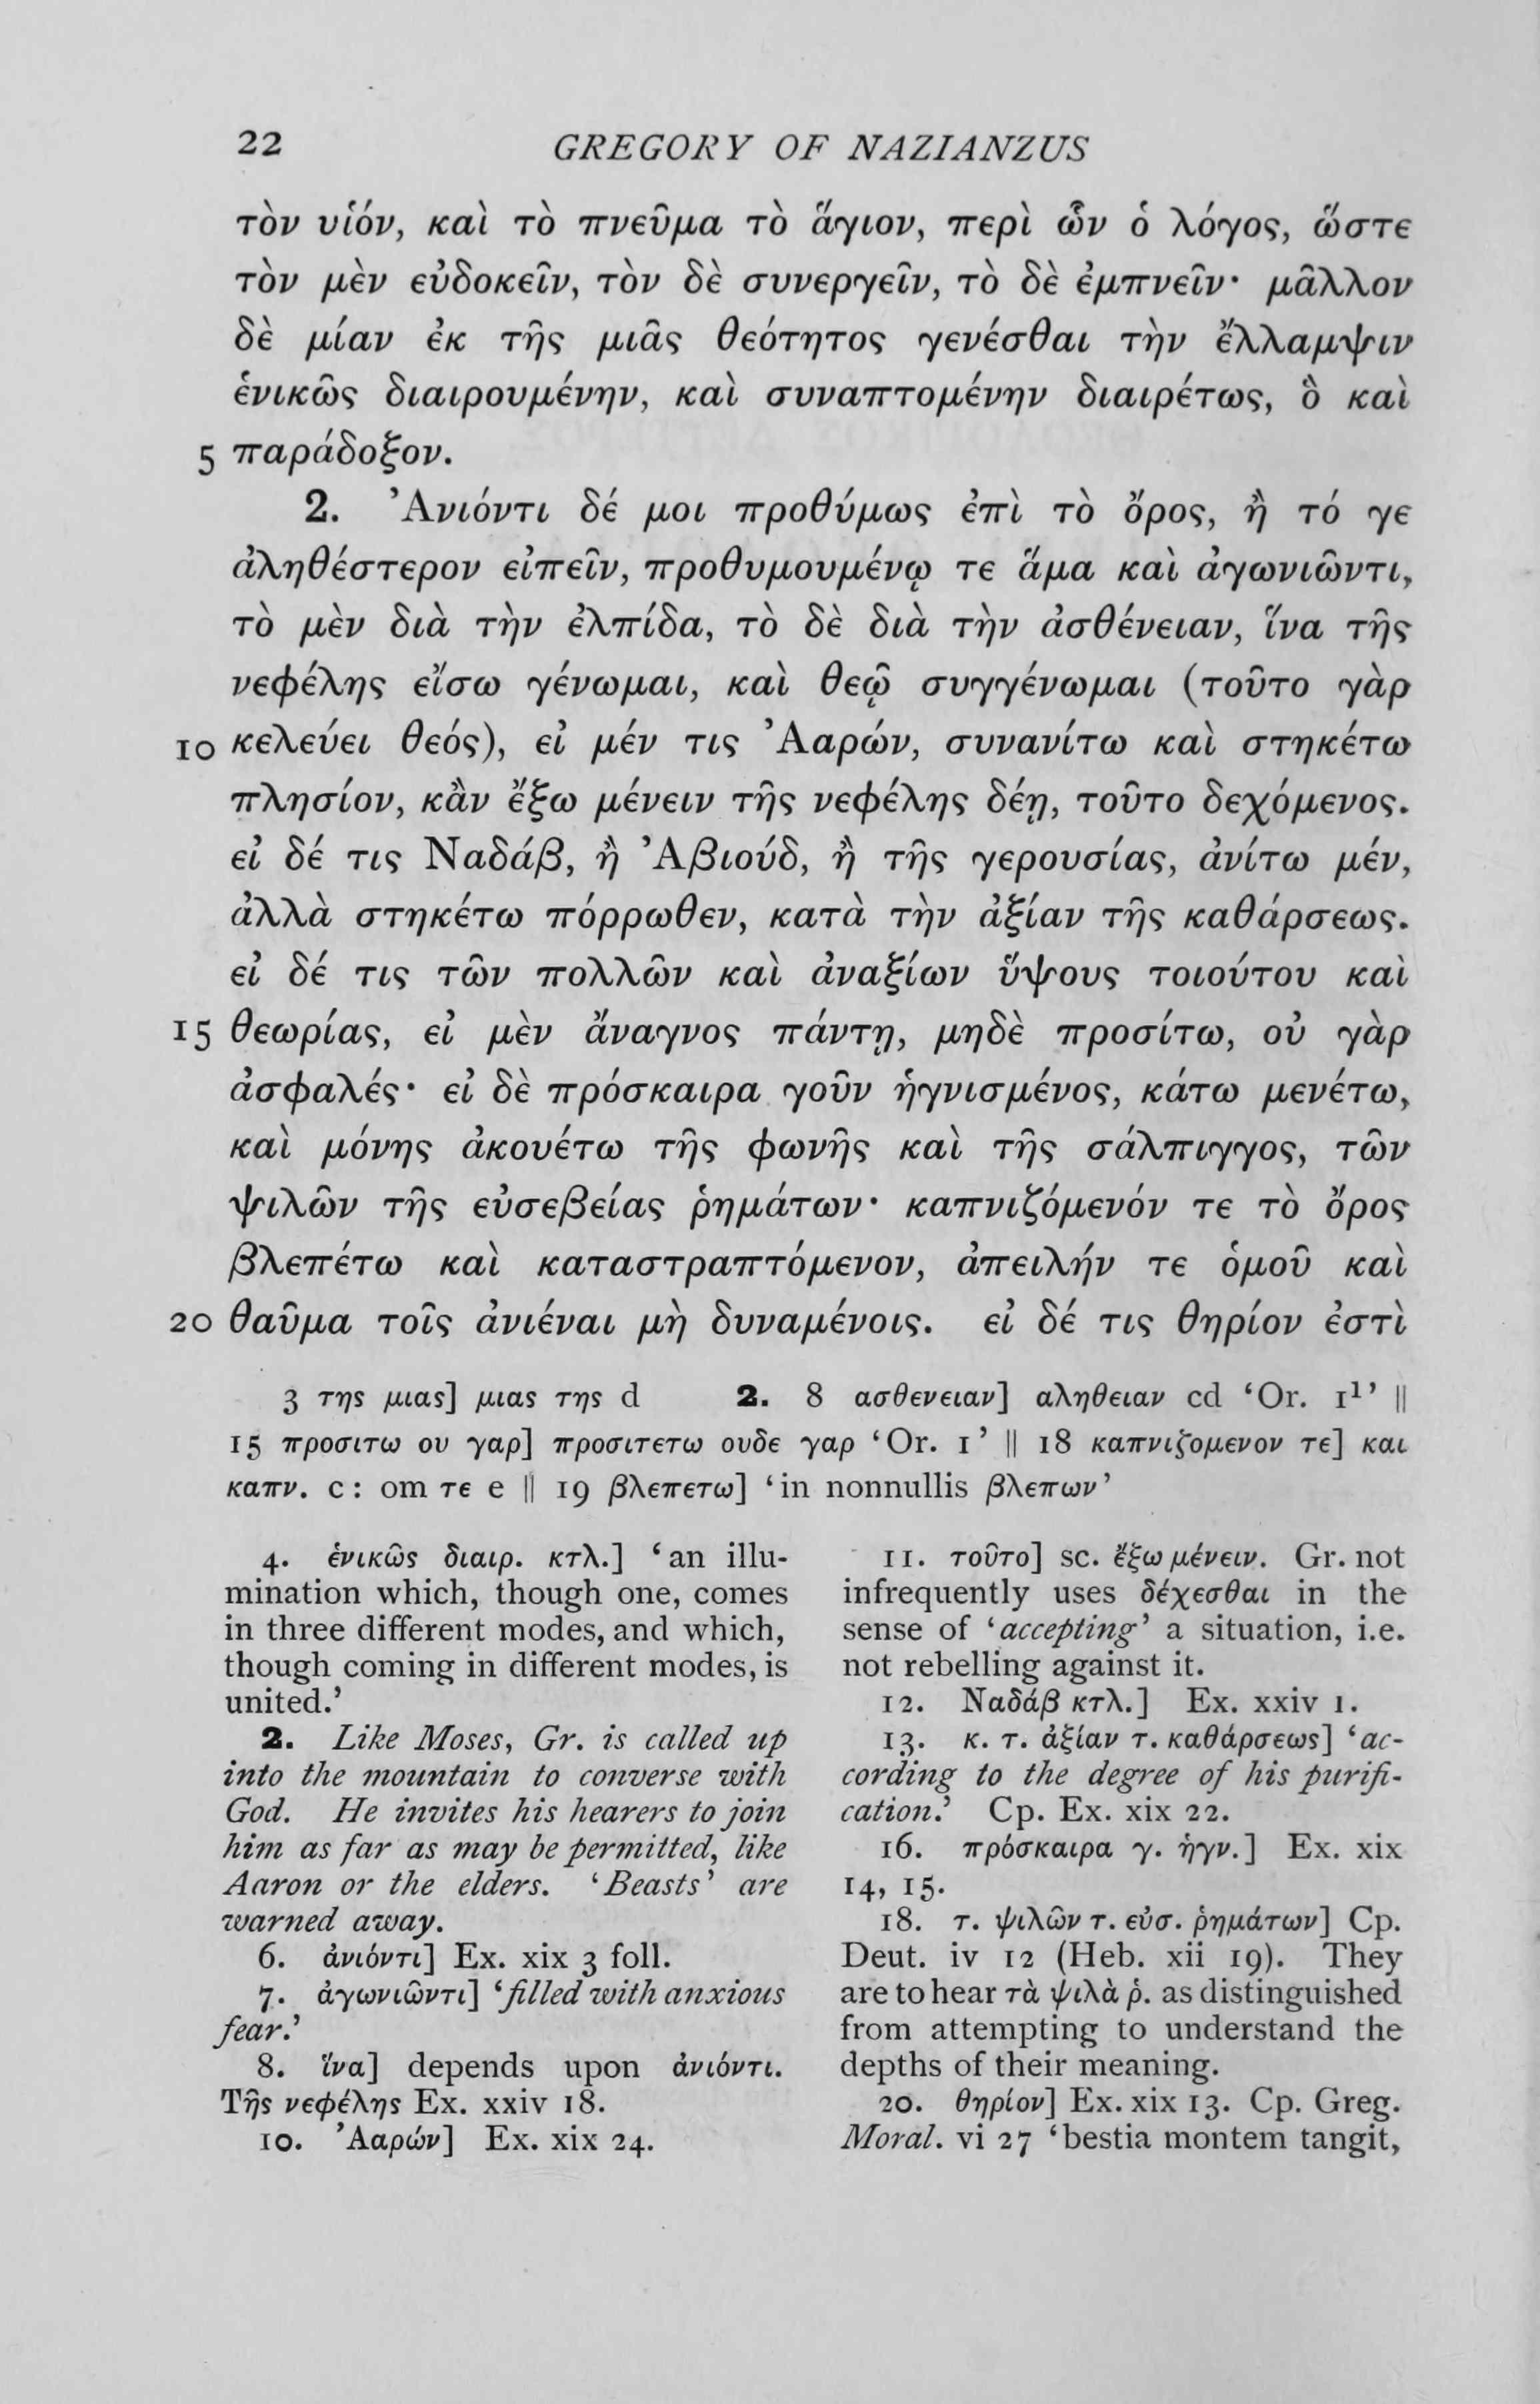 22 GREGORY OF NAZIANZUS
τὸν υἱόν, καὶ τὸ πνεῦμα τὸ ἅγιον, περὶ ὧν ὁ λόγος, ὥστε
τὸν μὲν εὐδοκεῖν, τὸν δὲ συνεργεῖν, τὸ δὲ ἐμπνεῖν· μᾶλλον
δὲ μίαν ἐκ τῆς μιᾶς θεότητος γενέσθαι τὴν ἔλλαμψιν
ἑνικῶς διαιρουμένην, καὶ συναπτομένην διαιρέτως, ὃ καὶ
5 παράδοξον.
2. Ἀνιόντι δέ μοι προθύμως ἐπὶ τὸ ὄρος, ἢ τό γε
ἀληθέστερον εἰπεῖν, προθυμουμένῳ τε ἅμα καὶ ἀγωνιῶντι,
τὸ μὲν διὰ τὴν ἐλπίδα, τὸ δὲ διὰ τὴν ἀσθένειαν, ἵνα τῆς
νεφέλης εἴσω γένωμαι, καὶ θεῷ συγγένωμαι (τοῦτο γὰρ
10 κελεύει θεός), εἰ μέν τις Ἀαρών, συνανίτω καὶ στηκέτω
πλησίον, κἂν ἔξω μένειν τῆς νεφέλης δέῃ, τοῦτο δεχόμενος.
εἰ δέ τις Ναδάβ, ἢ Ἀβιούδ, ἢ τῆς γερουσίας, ἀνίτω μέν,
ἀλλὰ στηκέτω πόρρωθεν, κατὰ τὴν ἀξίαν τῆς καθάρσεως.
εἰ δέ τις τῶν πολλῶν καὶ ἀναξίων ὕψους τοιούτου καὶ
15 θεωρίας, εἰ μὲν ἄναγνος πάντῃ, μηδὲ προσίτω, οὐ γὰρ
ἀσφαλές· εἰ δὲ πρόσκαιρα γοῦν ἡγνισμένος, κάτω μενέτω,
καὶ μόνης ἀκουέτω τῆς φωνῆς καὶ τῆς σάλπιγγος, τῶν
ψιλῶν τῆς εὐσεβείας ῥημάτων· καπνιζόμενόν τε τὸ ὄρος
βλεπέτω καὶ καταστραπτόμενον, ἀπειλήν τε ὁμοῦ καὶ
20 θαῦμα τοῖς ἀνιέναι μὴ δυναμένοις. εἰ δέ τις θηρίον ἐστὶ
3 της μιας] μιας της d 2. 8 ασθενειαν] αληθειαν cd ‘Or. 1¹’ ||
15 προσιτω ου γαρ] προσιτετω ουδε γαρ ‘Or. 1’ || 18 καπνιζομενον τε] και
καπν. c : om τε e || 19 βλεπετω] ‘in nonnullis βλεπων’
4. ἑνικῶς διαιρ. κτλ.] ‘an illu-
mination which, though one, comes
in three different modes, and which,
though coming in different modes, is
united.’
2. Like Moses, Gr. is called up
into the mountain to converse with
God. He invites his hearers to join
him as far as may be permitted, like
Aaron or the elders. ‘Beasts’ are
warned away.
6. ἀνιόντι] Ex. xix 3 foll.
7. ἀγωνιῶντι] ‘filled with anxious
fear.’
8. ἵνα] depends upon ἀνιόντι.
Τῆς νεφέλης Ex. xxiv 18.
10. Ἀαρών] Ex. xix 24.
11. τοῦτο] sc. ἔξω μένειν. Gr. not
infrequently uses δέχεσθαι in the
sense of ‘accepting’ a situation, i.e.
not rebelling against it.
12. Ναδάβ κτλ.] Ex. xxiv 1.
13. κ. τ. ἀξίαν τ. καθάρσεως] ‘ac-
cording to the degree of his purifi-
cation.’ Cp. Ex. xix 22.
16. πρόσκαιρα γ. ἡγν.] Ex. xix
14, 15.
18. τ. ψιλῶν τ. εὐσ. ῥημάτων] Cp.
Deut. iv 12 (Heb. xii 19). They
are to hear τὰ ψιλὰ ῥ. as distinguished
from attempting to understand the
depths of their meaning.
20. θηρίον] Ex. xix 13. Cp. Greg.
Moral. vi 27 ‘bestia montem tangit,